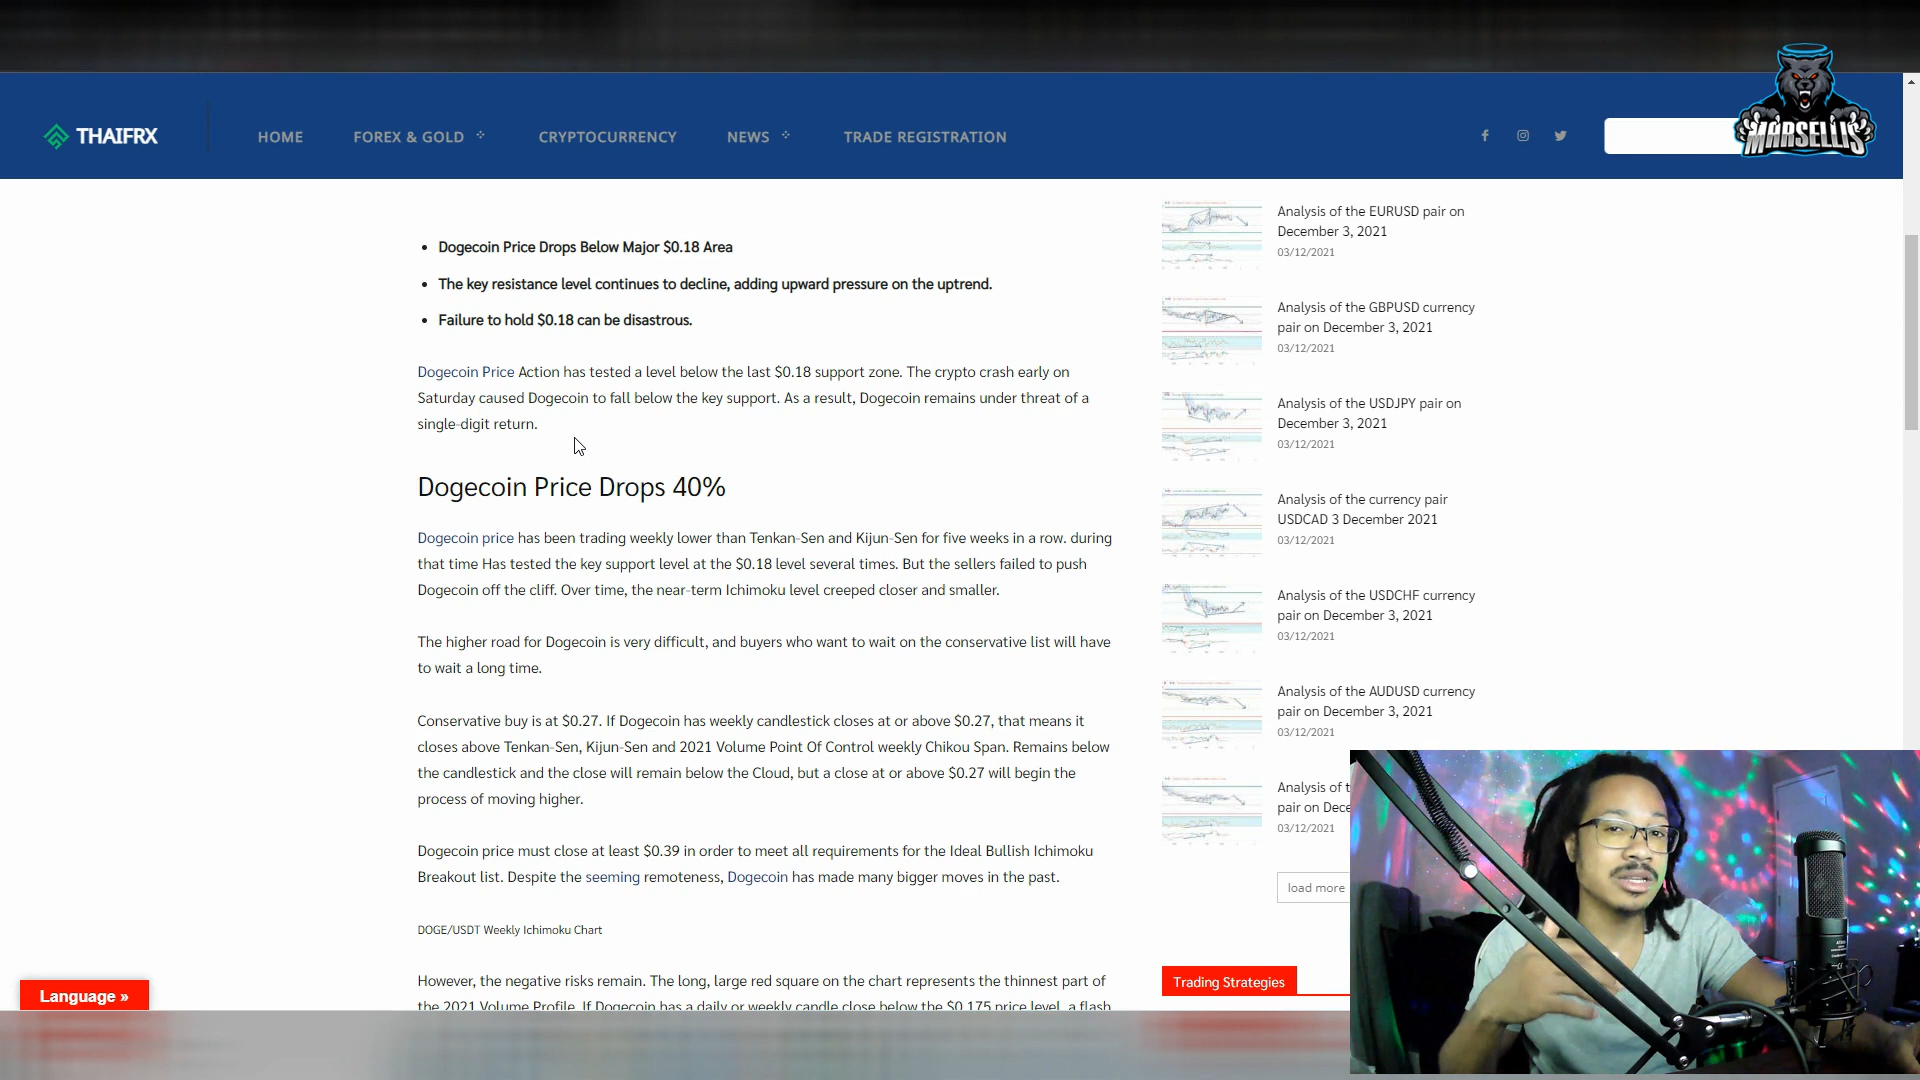 MARSELLIS
THAIFRX
HOME
FOREX & GOLD
CRYPTOCURRENCY
NEWS
TRADE REGISTRATION
Dogecoin Price Drops Below Major $0.18 Area
The key resistance level continues to decline, adding upward pressure on the uptrend.
Failure to hold $0.18 can be disastrous.
Dogecoin Price Action has tested a level below the last $0.18 support zone. The crypto crash early on
Saturday caused Dogecoin to fall below the key support. As a result, Dogecoin remains under threat of a
single-digit return.
Dogecoin Price Drops 40%
Dogecoin price has been trading weekly lower than Tenkan-Sen and Kijun-Sen for five weeks in a row. during
that time Has tested the key support level at the $0.18 level several times. But the sellers failed to push
Dogecoin off the cliff. Over time, the near-term Ichimoku level creeped closer and smaller.
The higher road for Dogecoin is very difficult, and buyers who want to wait on the conservative list will have
to wait a long time.
Conservative buy is at $0.27. If Dogecoin has weekly candlestick closes at or above $0.27, that means it
closes above Tenkan-Sen, Kijun-Sen and 2021 Volume Point Of Control weekly Chikou Span. Remains below
the candlestick and the close will remain below the Cloud, but a close at or above $0.27 will begin the
process of moving higher.
Dogecoin price must close at least $0.39 in order to meet all requirements for the Ideal Bullish Ichimoku
Breakout list. Despite the seeming remoteness, Dogecoin has made many bigger moves in the past.
DOGE/USDT Weekly Ichimoku Chart
However, the negative risks remain. The long, large red square on the chart represents the thinnest part of
the 2021 Volume Profile. If Dogecoin has a daily or weekly candle close below the $0.175 price level, a flash
Analysis of the EURUSD pair on
December 3, 2021
03/12/2021
Analysis of the GBPUSD currency
pair on December 3, 2021
03/12/2021
Analysis of the USDJPY pair on
December 3, 2021
03/12/2021
Analysis of the currency pair
USDCAD 3 December 2021
03/12/2021
Analysis of the USDCHF currency
pair on December 3, 2021
03/12/2021
Analysis of the AUDUSD currency
pair on December 3, 2021
03/12/2021
Analysis of t
pair on Dece
03/12/2021
load more
Trading Strategies
Language »